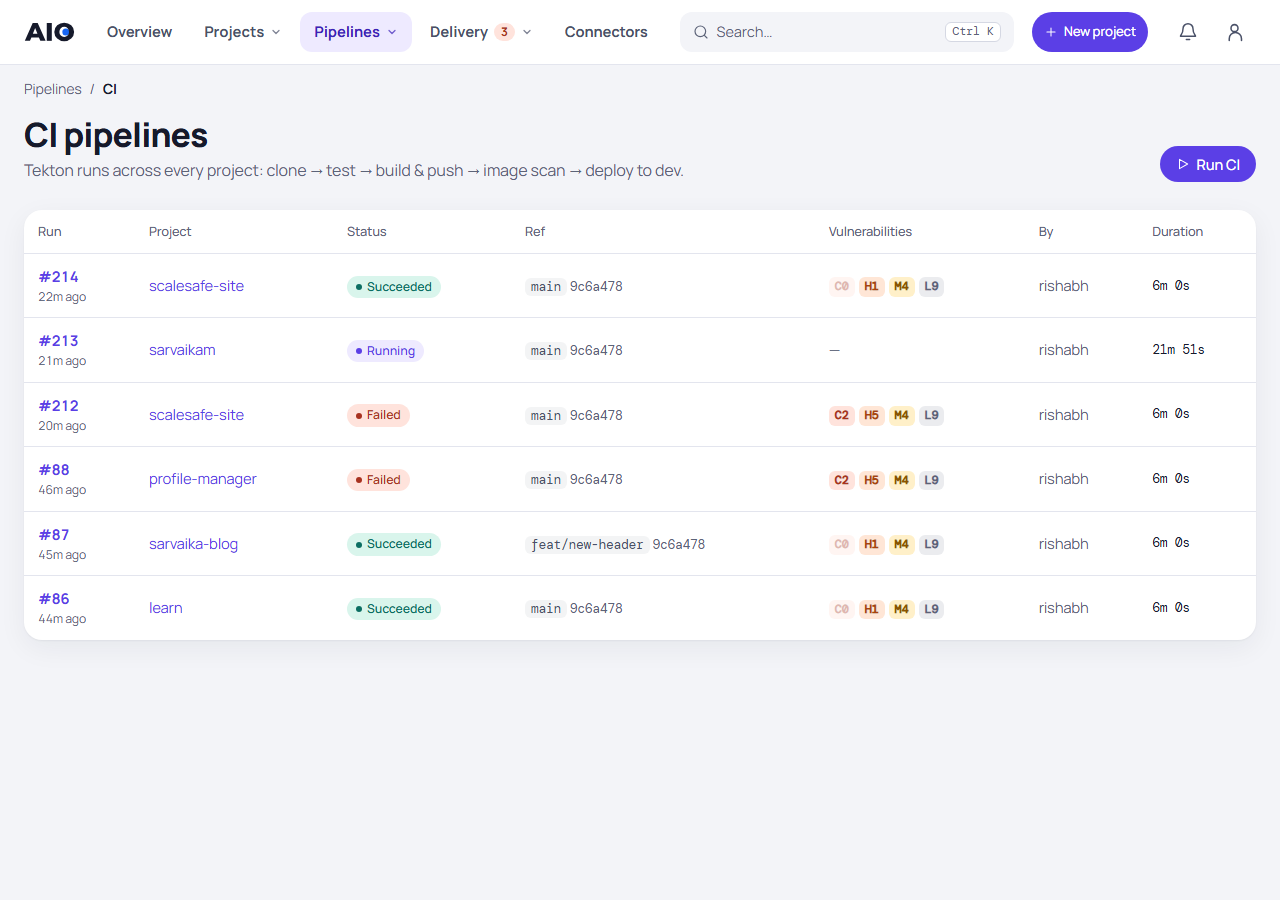 AIO Overview Projects Pipelines Delivery 3 Connectors Search... Ctrl K + New project
Pipelines / CI
CI pipelines
Tekton runs across every project: clone → test → build & push → image scan → deploy to dev.
Run CI
Run Project Status Ref Vulnerabilities By Duration
#214 scalesafe-site Succeeded main 9c6a478 C0 H1 M4 L9 rishabh 6m 0s
22m ago
#213 sarvaikam Running main 9c6a478 — rishabh 21m 51s
21m ago
#212 scalesafe-site Failed main 9c6a478 C2 H5 M4 L9 rishabh 6m 0s
20m ago
#88 profile-manager Failed main 9c6a478 C2 H5 M4 L9 rishabh 6m 0s
46m ago
#87 sarvaika-blog Succeeded feat/new-header 9c6a478 C0 H1 M4 L9 rishabh 6m 0s
45m ago
#86 learn Succeeded main 9c6a478 C0 H1 M4 L9 rishabh 6m 0s
44m ago